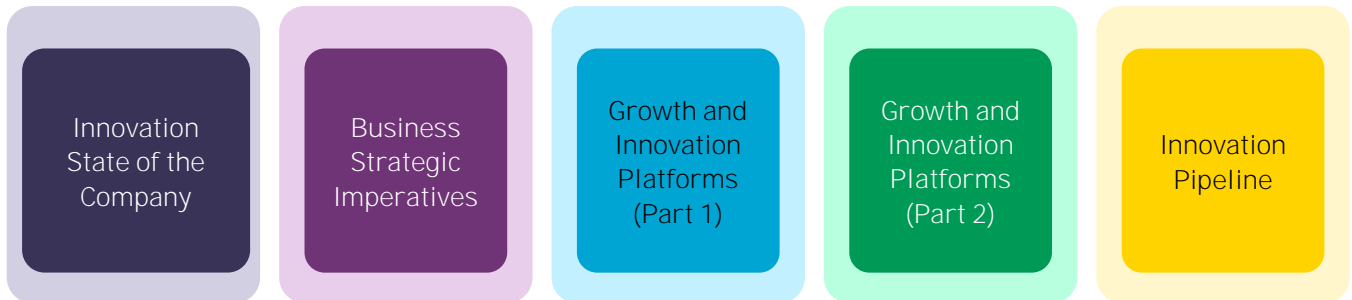 Innovation
State of the
Company
Business
Strategic
Imperatives
Growth and
Innovation
Platforms
(Part 1)
Growth and
Innovation
Platforms
(Part 2)
Innovation
Pipeline